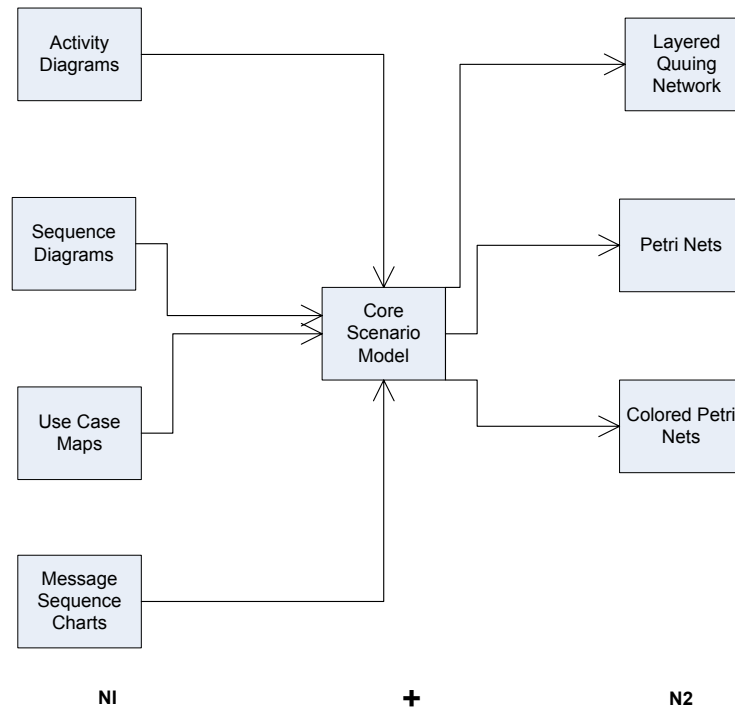 Activity
Diagrams
Sequence
Diagrams
Use Case
Maps
Message
Sequence
Charts
Core
Scenario
Model
Layered
Quuing
Network
Petri Nets
Colored Petri
Nets
NI + N2